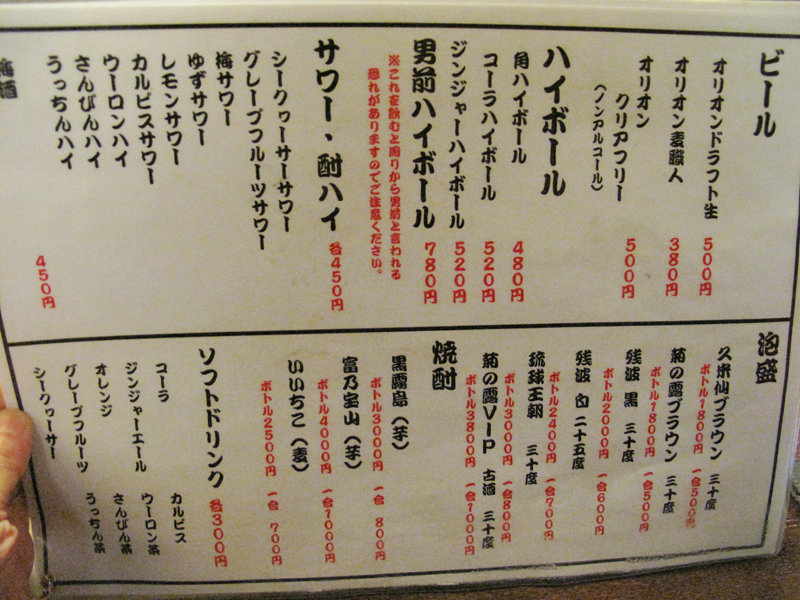 ビール
オリオンドラフト生 500円
オリオン麦職人 380円
オリオン
クリアフリー 500円
(ノンアルコール)
ハイボール
角ハイボール 480円
コーラハイボール 520円
ジンジャーハイボール 520円
男前ハイボール 780円
※これを飲むと周りから男前と言われる
恐れがありますのでご注意ください。
サワー・酎ハイ 各450円
シークヮーサーサワー
グレープフルーツサワー
梅サワー
ゆずサワー
レモンサワー
カルピスサワー
ウーロンハイ
さんぴんハイ
うっちんハイ
梅酒
450円
泡盛
久米仙ブラウン 三十度
ボトル1800円 一合500円
菊の露ブラウン 三十度
ボトル1800円 一合500円
残波 黒 三十度
ボトル2000円 一合600円
残波 白 二十五度
ボトル2400円 一合700円
琉球王朝 三十度
ボトル3000円 一合800円
菊の露VIP 古酒 三十度
ボトル3800円 一合1000円
焼酎
黒霧島(芋)
ボトル3000円 一合 800円
富乃宝山(芋)
ボトル4000円 一合1000円
いいちこ(麦)
ボトル2500円 一合 700円
ソフトドリンク 各300円
コーラ
ジンジャーエール
オレンジ
グレープフルーツ
シークヮーサー
カルピス
ウーロン茶
さんぴん茶
うっちん茶